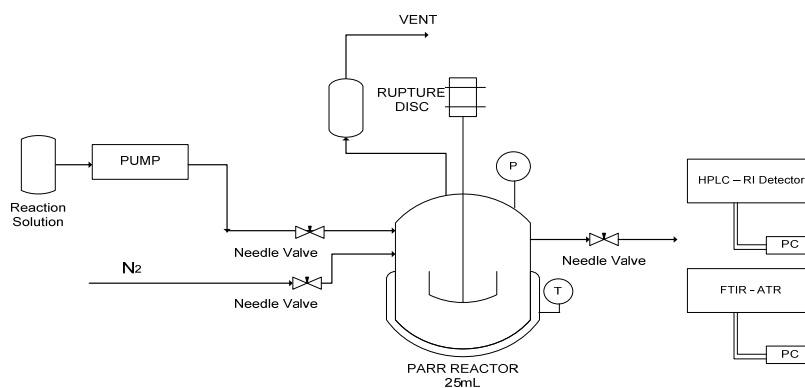 VENT
RUPTURE
DISC
PUMP
P
HPLC – RI Detector
Reaction
Solution
Needle Valve
PC
Needle Valve
N2
Needle Valve
T
FTIR - ATR
PC
PARR REACTOR
25mL